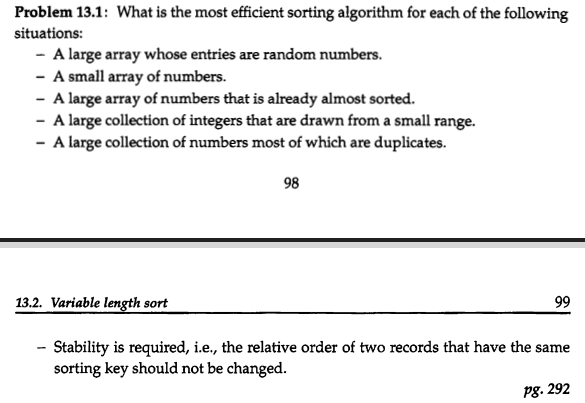 Problem 13.1: What is the most efficient sorting algorithm for each of the following
situations:
– A large array whose entries are random numbers.
– A small array of numbers.
– A large array of numbers that is already almost sorted.
– A large collection of integers that are drawn from a small range.
– A large collection of numbers most of which are duplicates.
98
13.2. Variable length sort 99
– Stability is required, i.e., the relative order of two records that have the same
sorting key should not be changed.
pg. 292